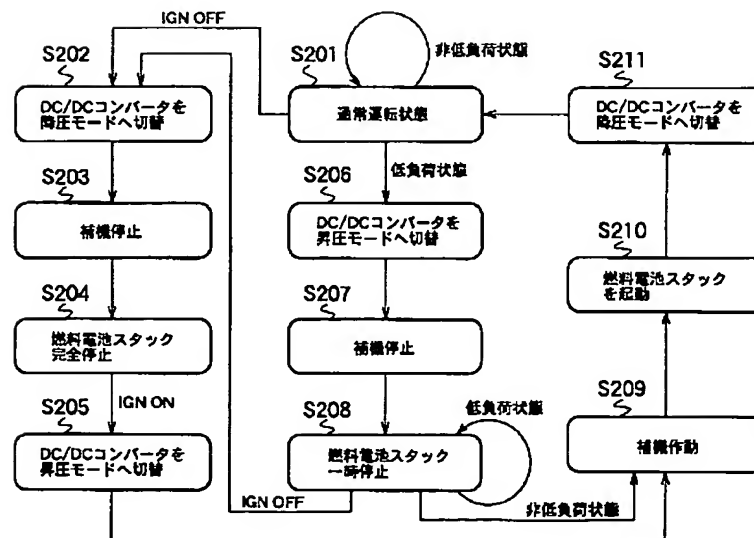 IGN OFF
S202
DC/DCコンバータを
降圧モードへ切替
S203
補機停止
S204
燃料電池スタック
完全停止
IGN ON
S205
DC/DCコンバータを
昇圧モードへ切替
S201
非低負荷状態
通常運転状態
低負荷状態
S206
DC/DCコンバータを
昇圧モードへ切替
S207
補機停止
S208
低負荷状態
燃料電池スタック
一時停止
IGN OFF
非低負荷状態
S211
DC/DCコンバータを
降圧モードへ切替
S210
燃料電池スタック
を起動
S209
補機作動